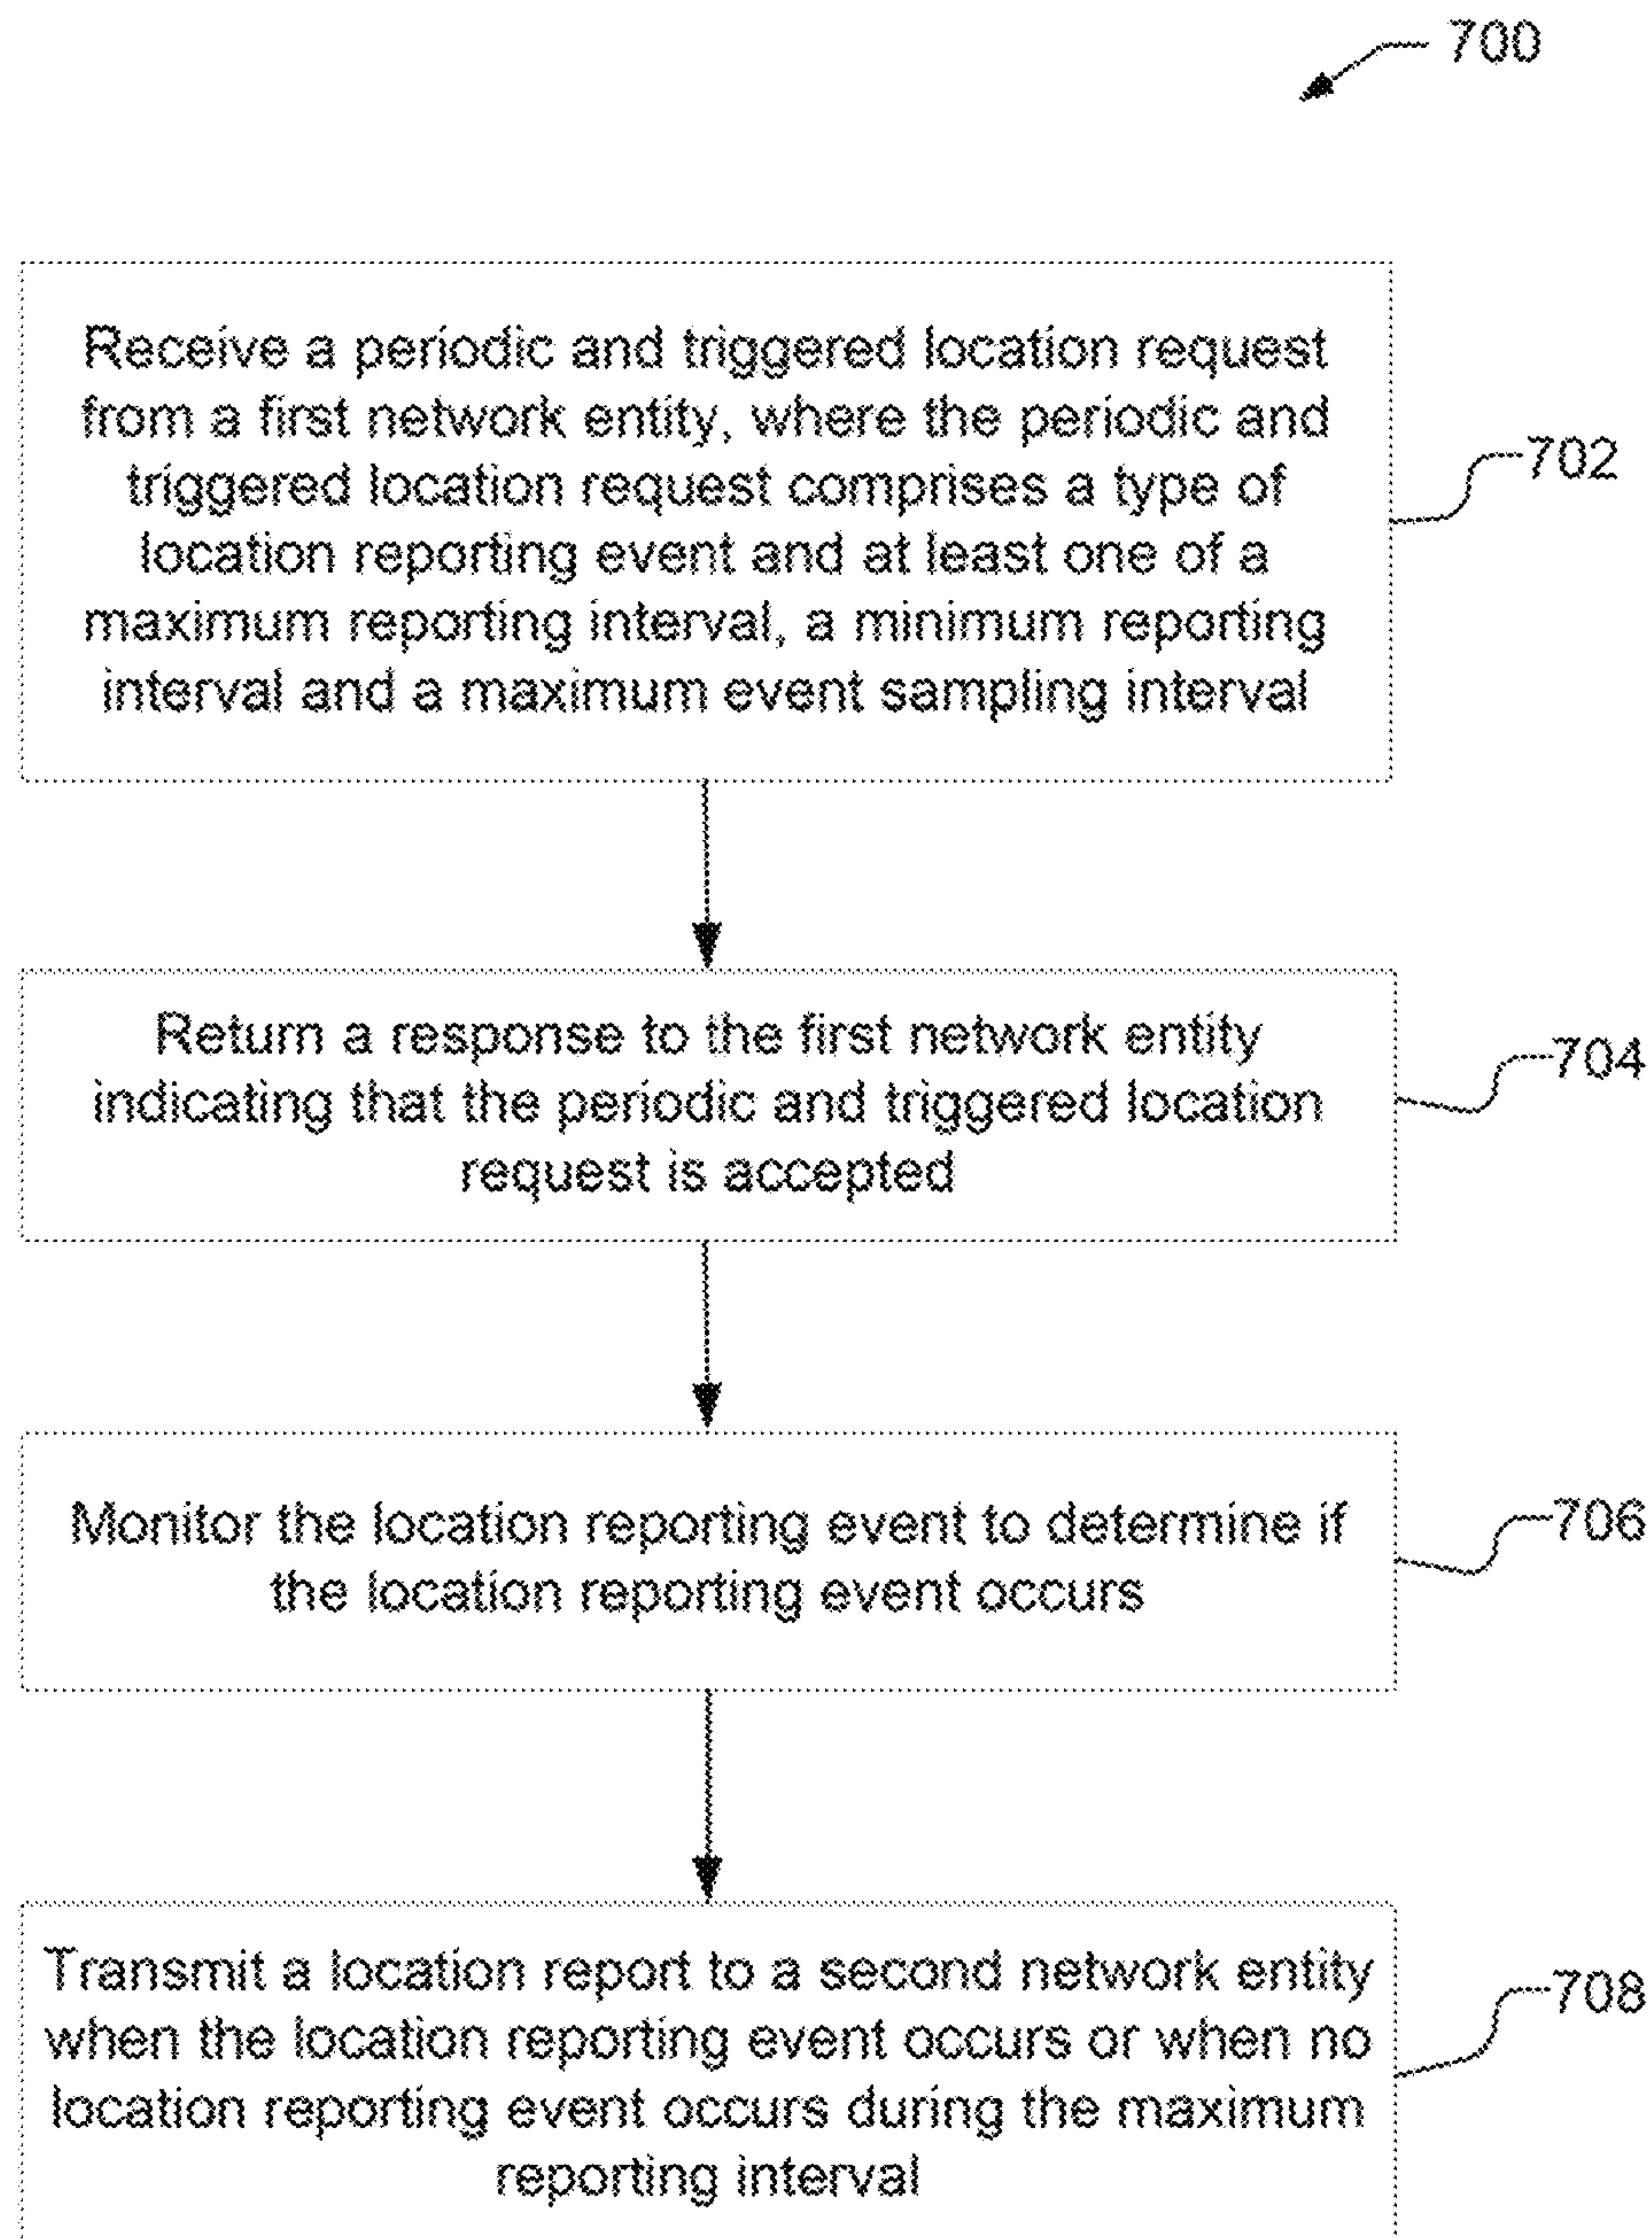 700
Receive a periodic and triggered location request
from a first network entity, where the periodic and
triggered location request comprises a type of
location reporting event and at least one of a
maximum reporting interval, a minimum reporting
interval and a maximum event sampling interval
702
Return a response to the first network entity
indicating that the periodic and triggered location
request is accepted
704
Monitor the location reporting event to determine if
the location reporting event occurs
706
Transmit a location report to a second network entity
when the location reporting event occurs or when no
location reporting event occurs during the maximum
reporting interval
708